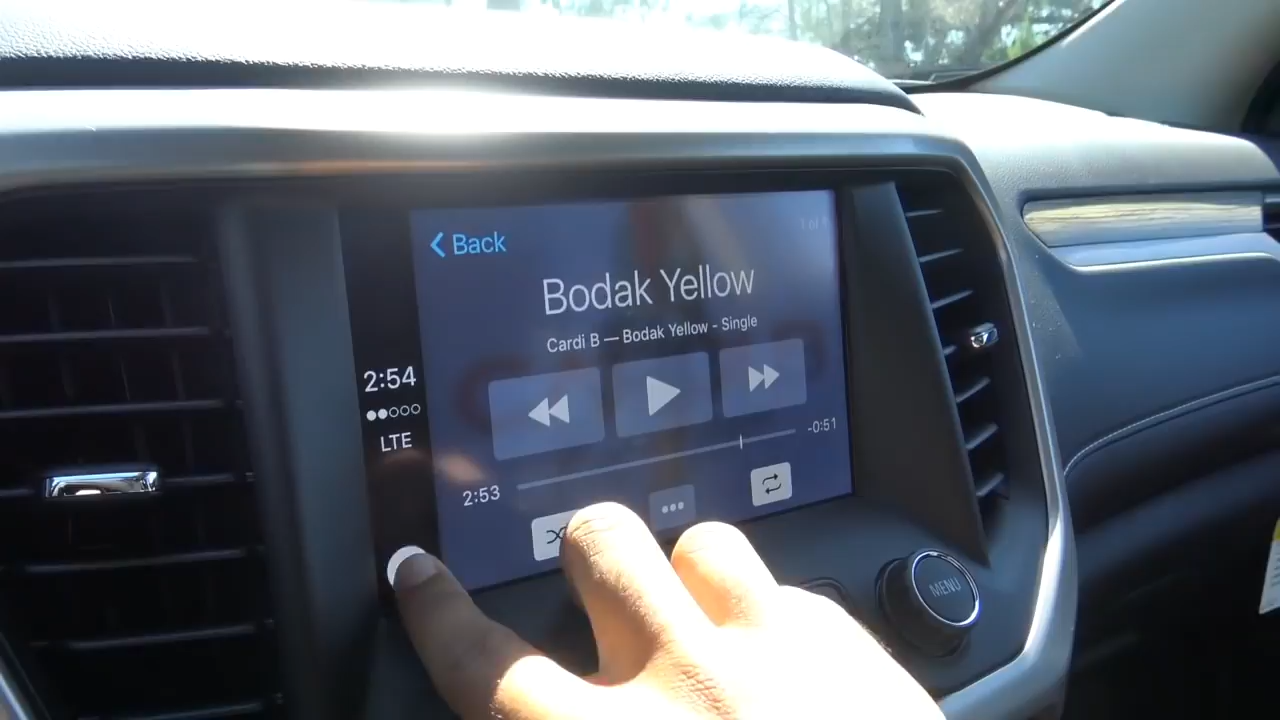 Back
1 of 1
Bodak Yellow
Cardi B — Bodak Yellow - Single
2:54
LTE
2:53
-0:51
MENU